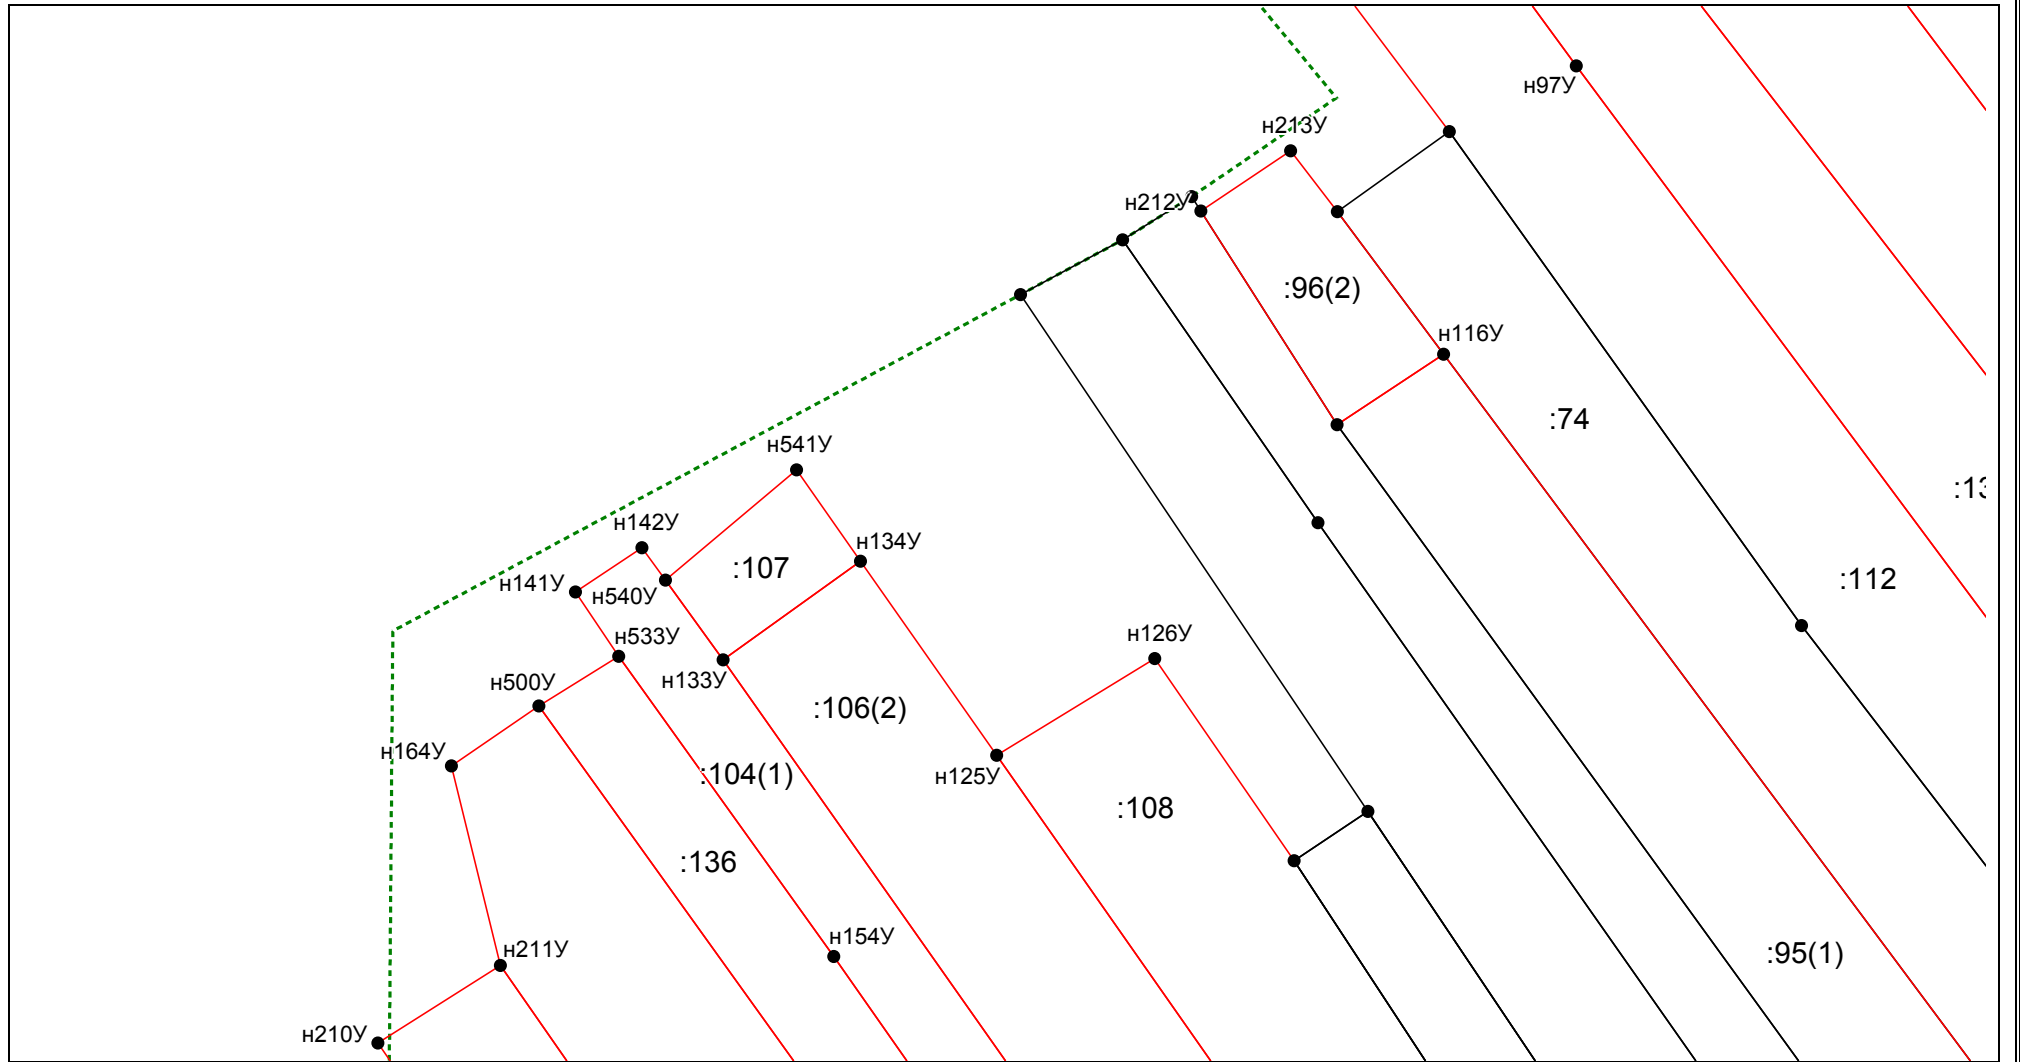 н97У
н213У
н212У
:96(2)
н116У
:74
н541У
:13
н142У
н134У
:107
:112
н141У
н540У
н533У
н126У
н133У
н500У
:106(2)
н164У
:104(1)
н125У
:108
:136
н154У
н211У
:95(1)
н210У